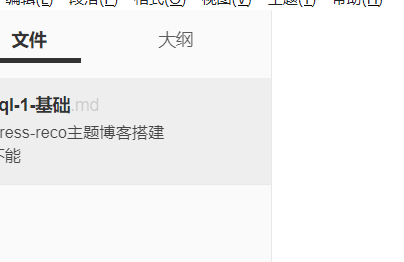 编辑(E) 段落(P) 格式(O) 视图(V) 主题(T) 帮助(H)
文件 大纲
ql-1-基础.md
ress-reco主题博客搭建
不能